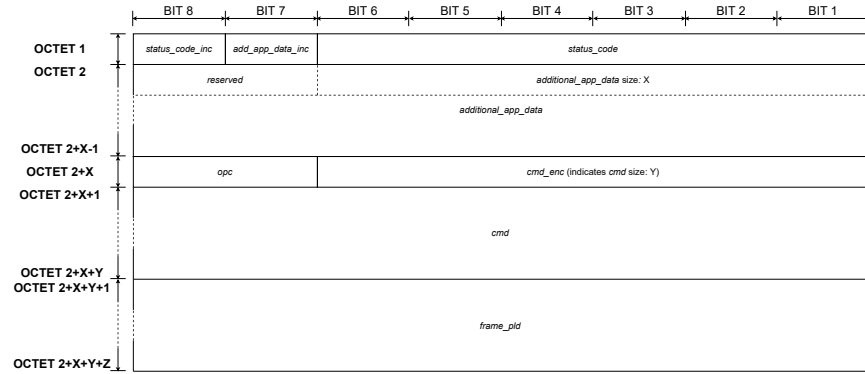 BIT 8 BIT 7 BIT 6 BIT 5 BIT 4 BIT 3 BIT 2 BIT 1
OCTET 1 status_code_inc add_app_data_inc status_code
OCTET 2 reserved additional_app_data size: X
additional_app_data
OCTET 2+X-1
OCTET 2+X opc cmd_enc (indicates cmd size: Y)
OCTET 2+X+1
cmd
OCTET 2+X+Y
OCTET 2+X+Y+1
frame_pld
OCTET 2+X+Y+Z